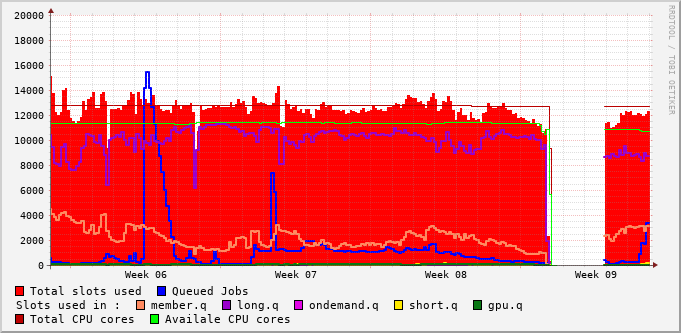 20000
18000
16000
14000
12000
10000
8000
6000
4000
2000
0
Week 06 Week 07 Week 08 Week 09
RRDTOOL / TOBI OETIKER
Total slots used Queued Jobs
Slots used in : member.q long.q ondemand.q short.q gpu.q
Total CPU cores Availale CPU cores